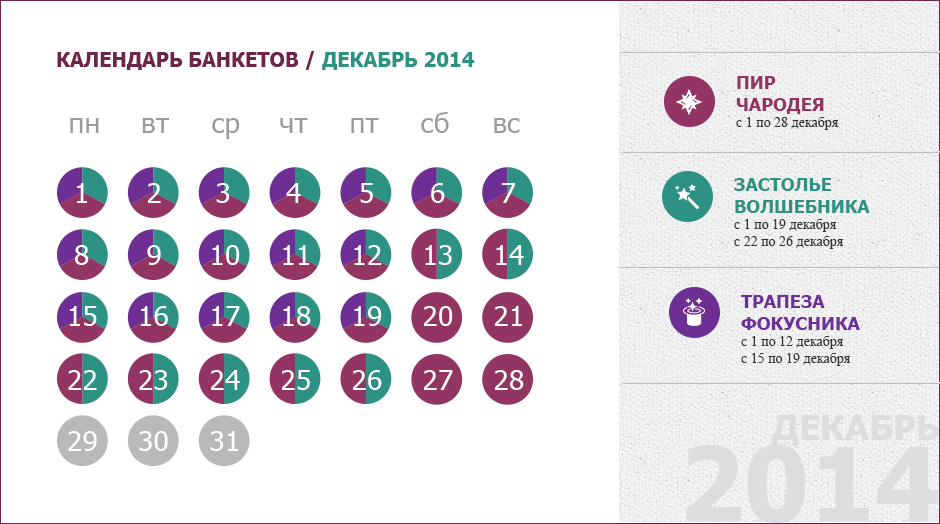 КАЛЕНДАРЬ БАНКЕТОВ / ДЕКАБРЬ 2014
пн вт ср чт пт сб вс
1 2 3 4 5 6 7
8 9 10 11 12 13 14
15 16 17 18 19 20 21
22 23 24 25 26 27 28
29 30 31
ПИР
ЧАРОДЕЯ
с 1 по 28 декабря
ЗАСТОЛЬЕ
ВОЛШЕБНИКА
с 1 по 19 декабря
с 22 по 26 декабря
ТРАПЕЗА
ФОКУСНИКА
с 1 по 12 декабря
с 15 по 19 декабря
ДЕКАБРЬ
2014